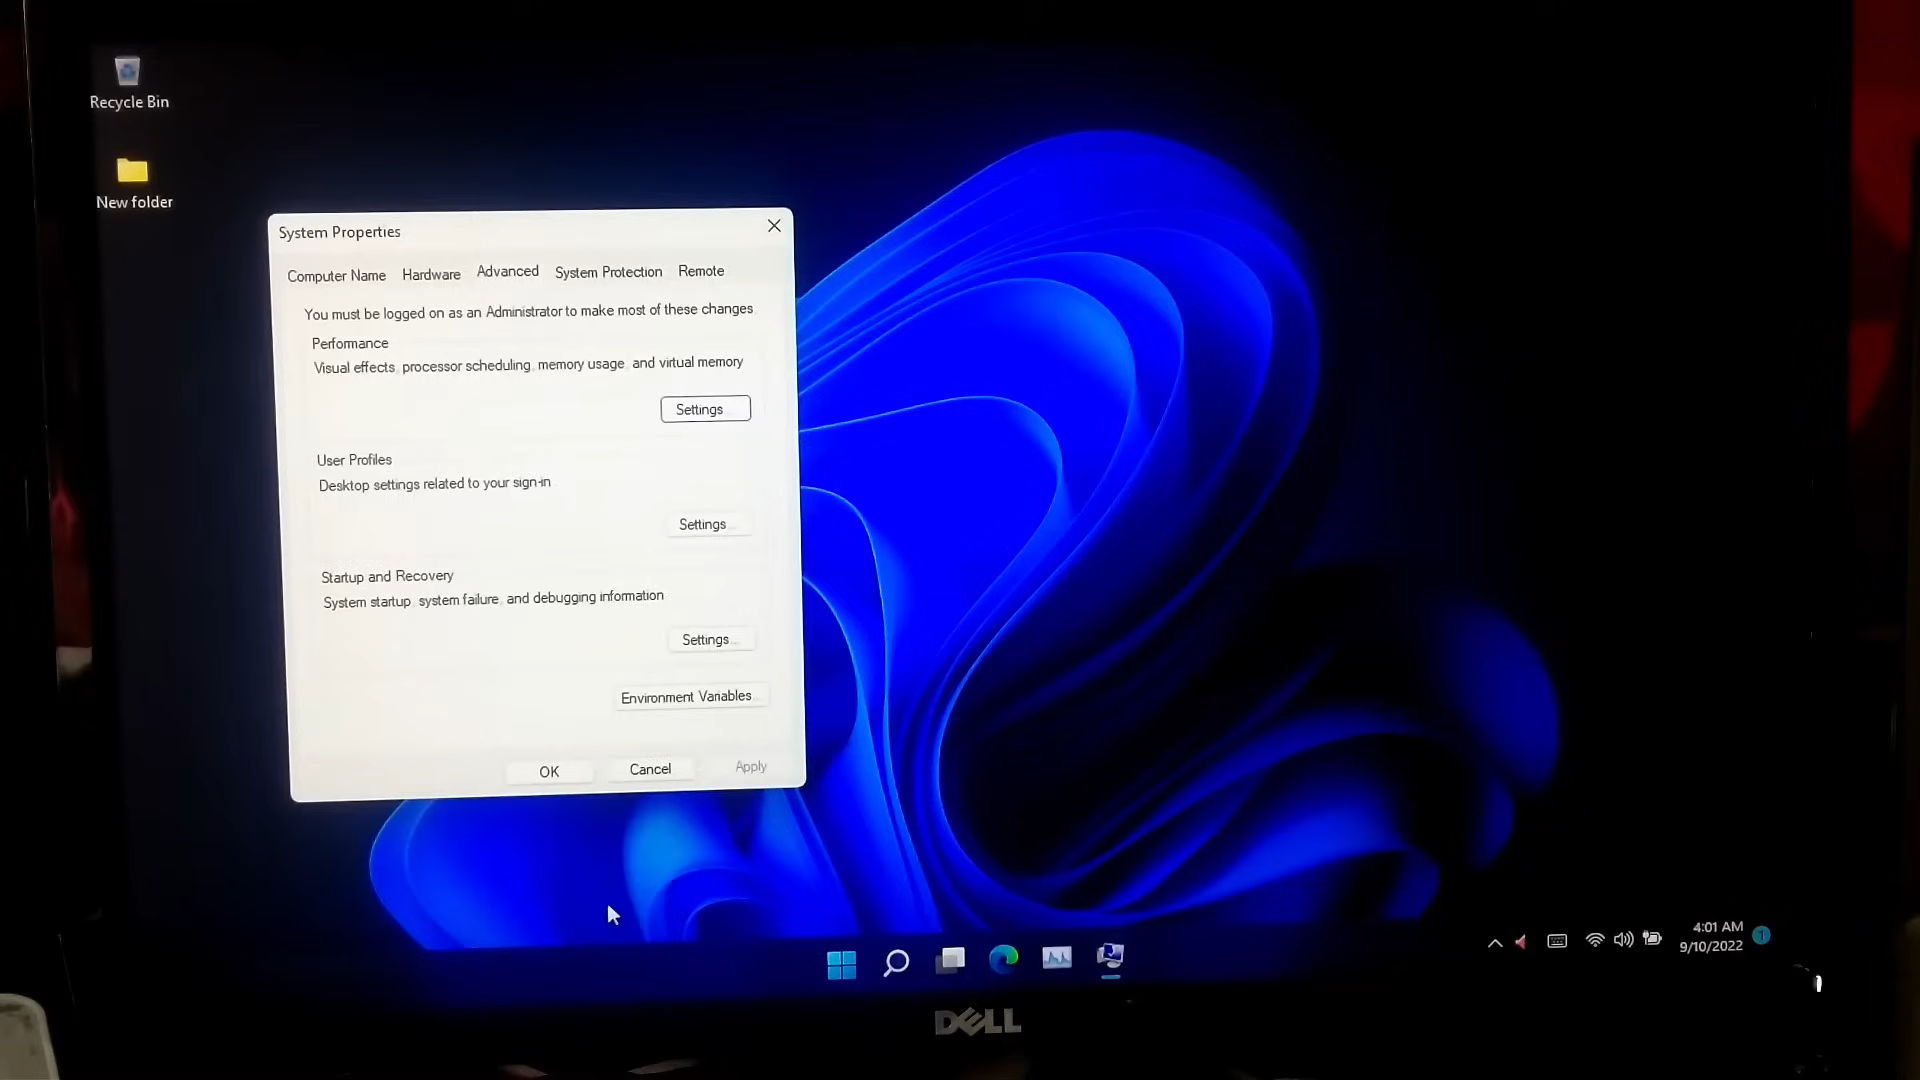 Recycle Bin
New folder
System Properties
Computer Name Hardware Advanced System Protection Remote
You must be logged on as an Administrator to make most of these changes.
Performance
Visual effects, processor scheduling, memory usage, and virtual memory
Settings...
User Profiles
Desktop settings related to your sign-in
Settings...
Startup and Recovery
System startup, system failure, and debugging information
Settings...
Environment Variables...
OK Cancel Apply
4:01 AM
9/10/2022
1
DELL